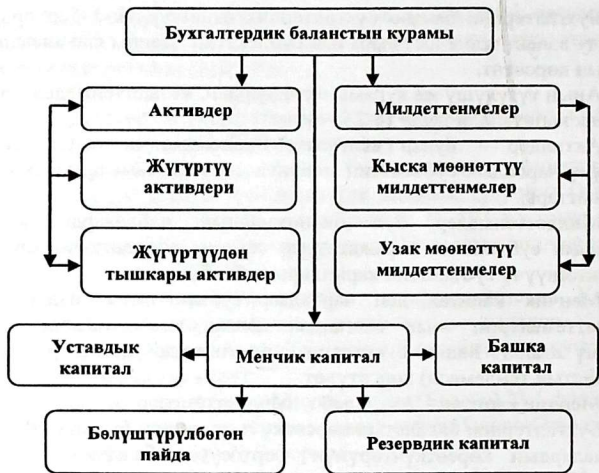 Бухгалтердик баланстын курамы
Активдер
Милдеттенмелер
Жүгүртүү
активдери
Кыска мөөнөттүү
милдеттенмелер
Жүгүртүүдөн
тышкары активдер
Узак мөөнөттүү
милдеттенмелер
Уставдык
капитал
Менчик капитал
Башка
капитал
Бөлүштүрүлбөгөн
пайда
Резервдик капитал